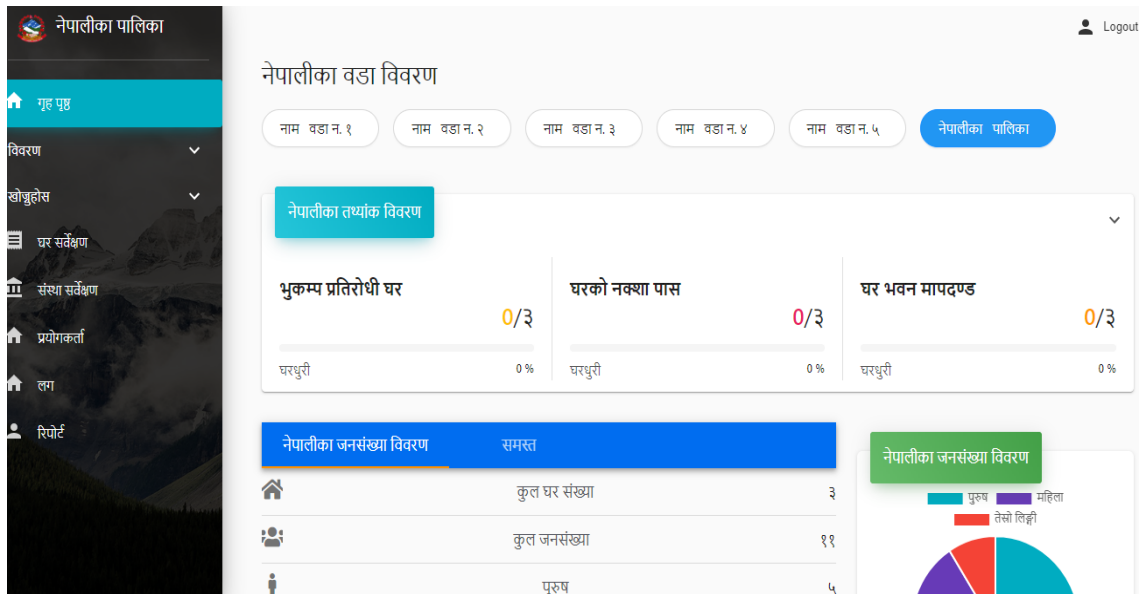 नेपालीका पालिका
Logout
गृह पृष्ठ
विवरण
खोज्नुहोस
घर सर्वेक्षण
संस्था सर्वेक्षण
प्रयोगकर्ता
लग
रिपोर्ट
नेपालीका वडा विवरण
नाम वडा न. १
नाम वडा न. २
नाम वडा न. ३
नाम वडा न. ४
नाम वडा न. ५
नेपालीका पालिका
नेपालीका तथ्यांक विवरण
भुकम्प प्रतिरोधी घर
0/३
घरधुरी 0 %
घरको नक्शा पास
0/३
घरधुरी 0 %
घर भवन मापदण्ड
0/३
घरधुरी 0 %
नेपालीका जनसंख्या विवरण समस्त
कुल घर संख्या ३
कुल जनसंख्या ११
पुरुष ५
नेपालीका जनसंख्या विवरण
पुरुष महिला
तेस्रो लिङ्गी